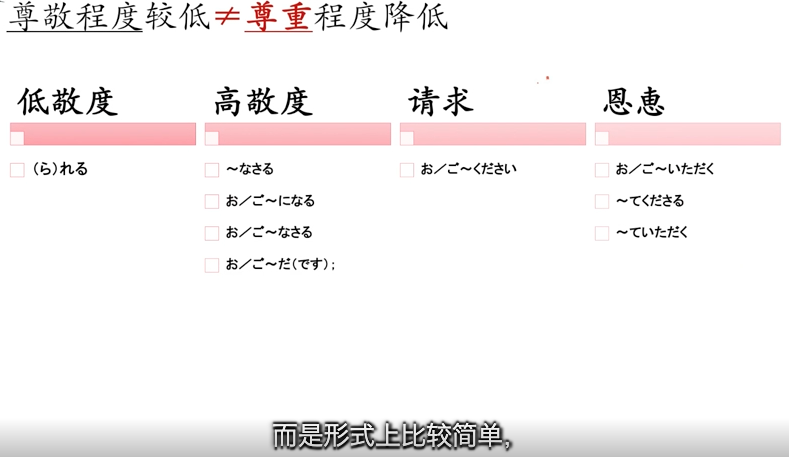 尊敬程度较低≠尊重程度降低
低敬度
(ら)れる
高敬度
~なさる
お/ご~になる
お/ご~なさる
お/ご~だ(です);
请求
お/ご~ください
恩惠
お/ご~いただく
~てくださる
~ていただく
而是形式上比较简单,